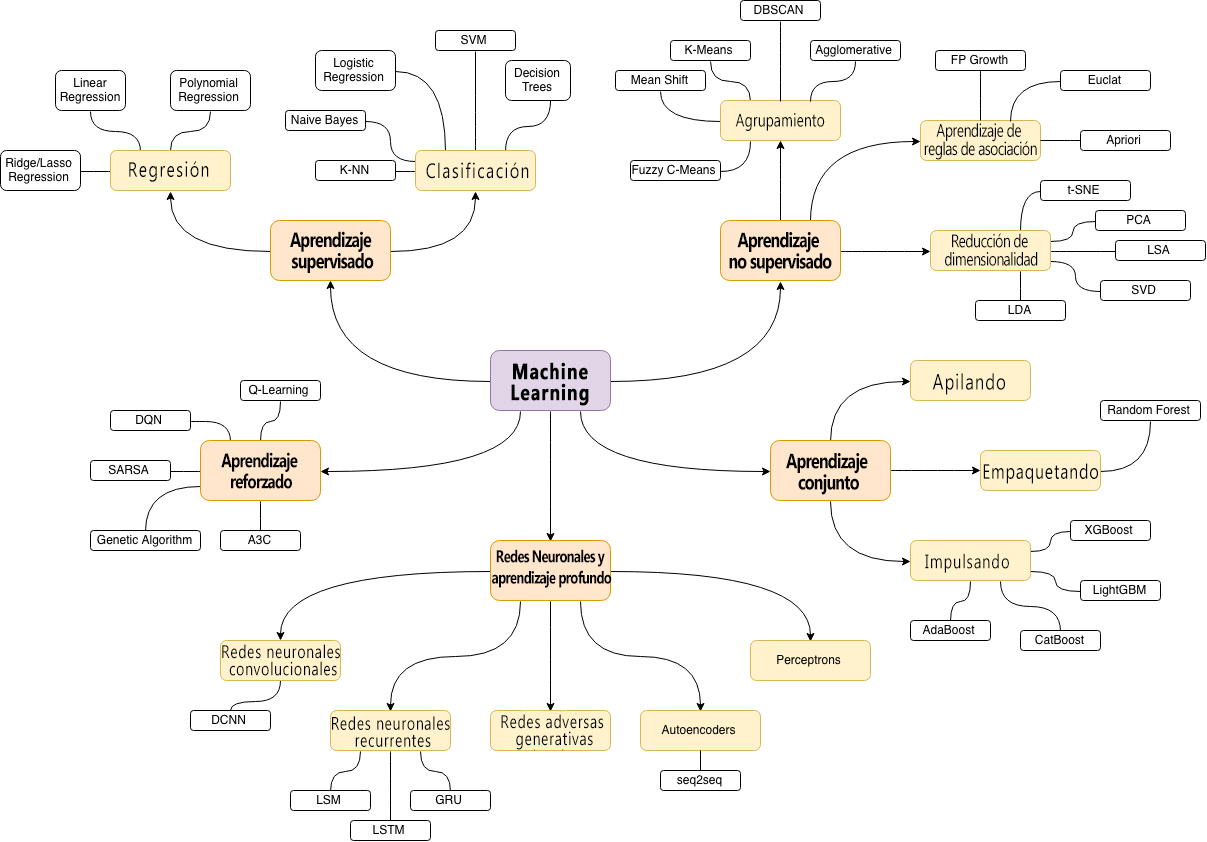 DBSCAN
SVM
K-Means
Agglomerative
Logistic
Regression
FP Growth
Linear
Regression
Polynomial
Regression
Decision
Trees
Mean Shift
Euclat
Naive Bayes
Agrupamiento
Aprendizaje de
reglas de asociación
Apriori
Ridge/Lasso
Regression
Regresión
K-NN
Clasificación
Fuzzy C-Means
t-SNE
PCA
Aprendizaje
supervisado
Aprendizaje
no supervisado
Reducción de
dimensionalidad
LSA
SVD
LDA
Machine
Learning
Apilando
Q-Learning
DQN
Random Forest
SARSA
Aprendizaje
reforzado
Aprendizaje
conjunto
Empaquetando
Genetic Algorithm
A3C
XGBoost
Redes Neuronales y
aprendizaje profundo
Impulsando
LightGBM
AdaBoost
CatBoost
Redes neuronales
convolucionales
Perceptrons
DCNN
Redes neuronales
recurrentes
Redes adversas
generativas
Autoencoders
seq2seq
LSM
GRU
LSTM